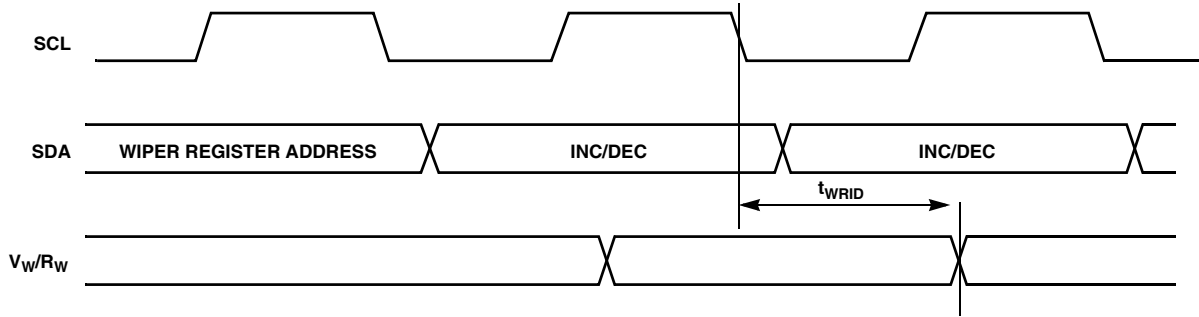 SCL
SDA
WIPER REGISTER ADDRESS
INC/DEC
INC/DEC
tWRID
VW/RW